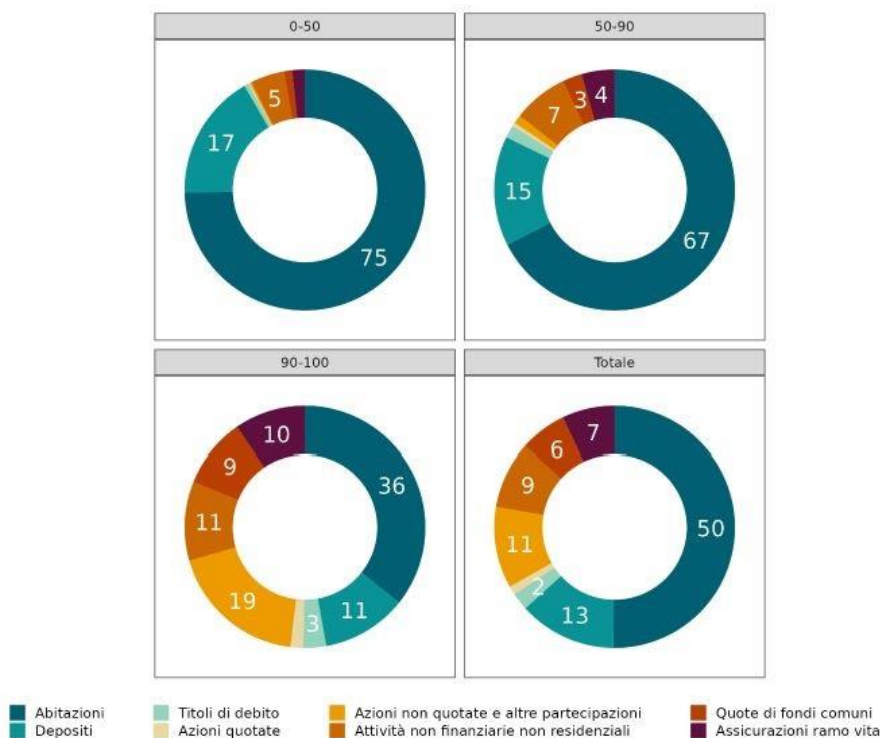 0-50
50-90
5
17
75
7
3
4
15
67
90-100
Totale
10
9
36
11
19
3
11
7
6
9
50
11
2
13
Abitazioni
Titoli di debito
Azioni non quotate e altre partecipazioni
Quote di fondi comuni
Depositi
Azioni quotate
Attività non finanziarie non residenziali
Assicurazioni ramo vita